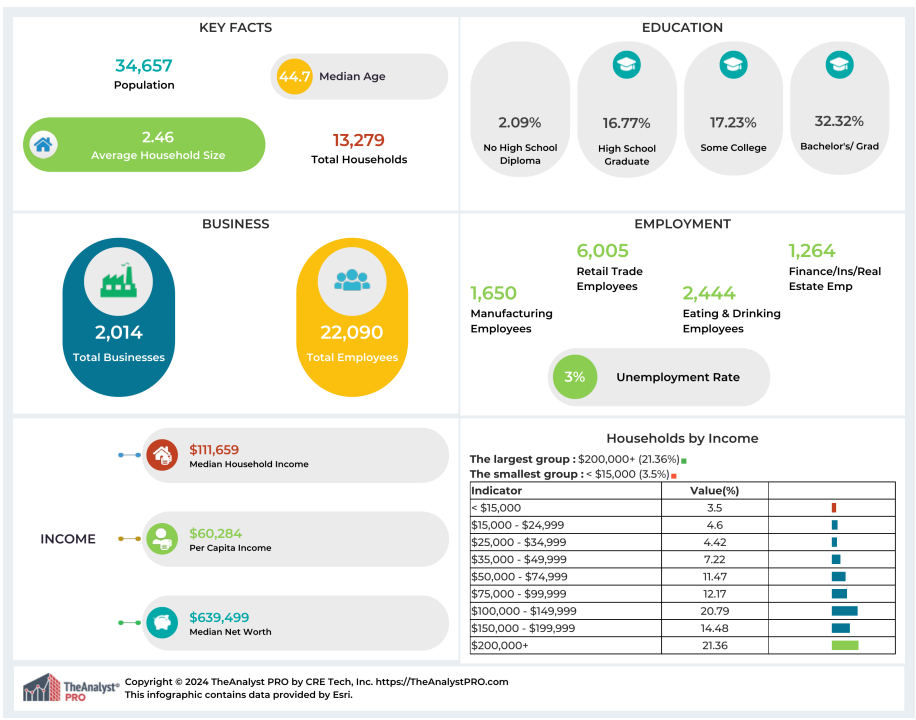 KEY FACTS
34,657
Population
44.7 Median Age
2.46
Average Household Size
13,279
Total Households
EDUCATION
2.09%
No High School
Diploma
16.77%
High School
Graduate
17.23%
Some College
32.32%
Bachelor's/ Grad
BUSINESS
2,014
Total Businesses
22,090
Total Employees
EMPLOYMENT
1,650
Manufacturing
Employees
6,005
Retail Trade
Employees
2,444
Eating & Drinking
Employees
1,264
Finance/Ins/Real
Estate Emp
3% Unemployment Rate
INCOME
$111,659
Median Household Income
$60,284
Per Capita Income
$639,499
Median Net Worth
Households by Income
The largest group : $200,000+ (21.36%)
The smallest group : < $15,000 (3.5%)
Indicator Value(%)
< $15,000 3.5
$15,000 - $24,999 4.6
$25,000 - $34,999 4.42
$35,000 - $49,999 7.22
$50,000 - $74,999 11.47
$75,000 - $99,999 12.17
$100,000 - $149,999 20.79
$150,000 - $199,999 14.48
$200,000+ 21.36
TheAnalyst®
PRO
Copyright © 2024 TheAnalyst PRO by CRE Tech, Inc. https://TheAnalystPRO.com
This infographic contains data provided by Esri.